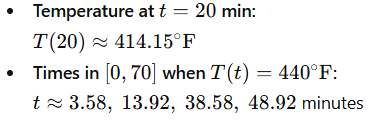 • Temperature at t = 20 min:
T(20) ≈ 414.15°F
• Times in [0, 70] when T(t) = 440°F:
t ≈ 3.58, 13.92, 38.58, 48.92 minutes